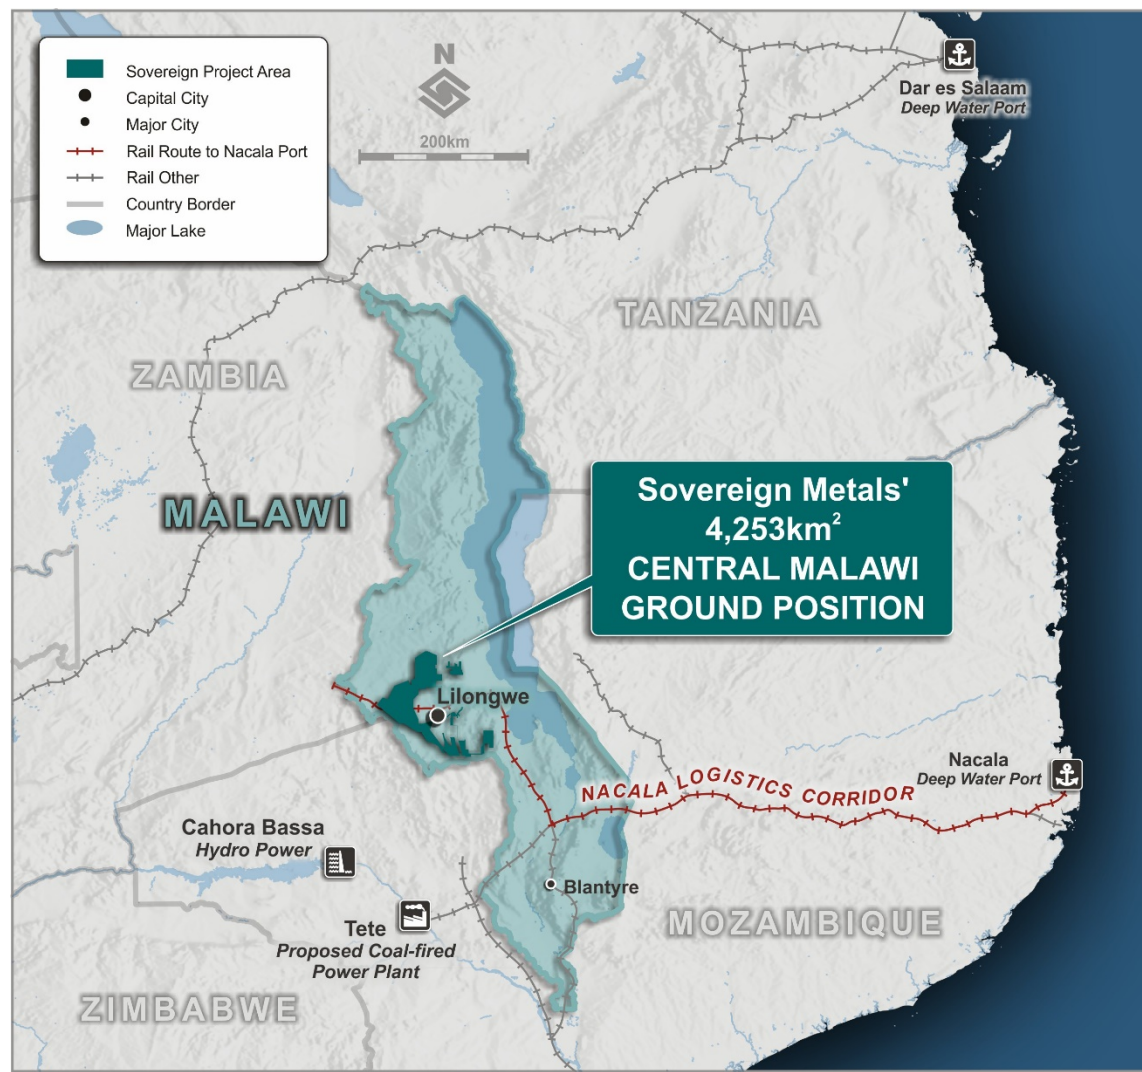 Sovereign Project Area
Capital City
Major City
Rail Route to Nacala Port
Rail Other
Country Border
Major Lake
N
200km
Dar es Salaam
Deep Water Port
TANZANIA
ZAMBIA
MALAWI
Sovereign Metals'
4,253km²
CENTRAL MALAWI
GROUND POSITION
Lilongwe
Nacala
Deep Water Port
NACALA LOGISTICS CORRIDOR
Cahora Bassa
Hydro Power
Blantyre
Tete
Proposed Coal-fired
Power Plant
MOZAMBIQUE
ZIMBABWE